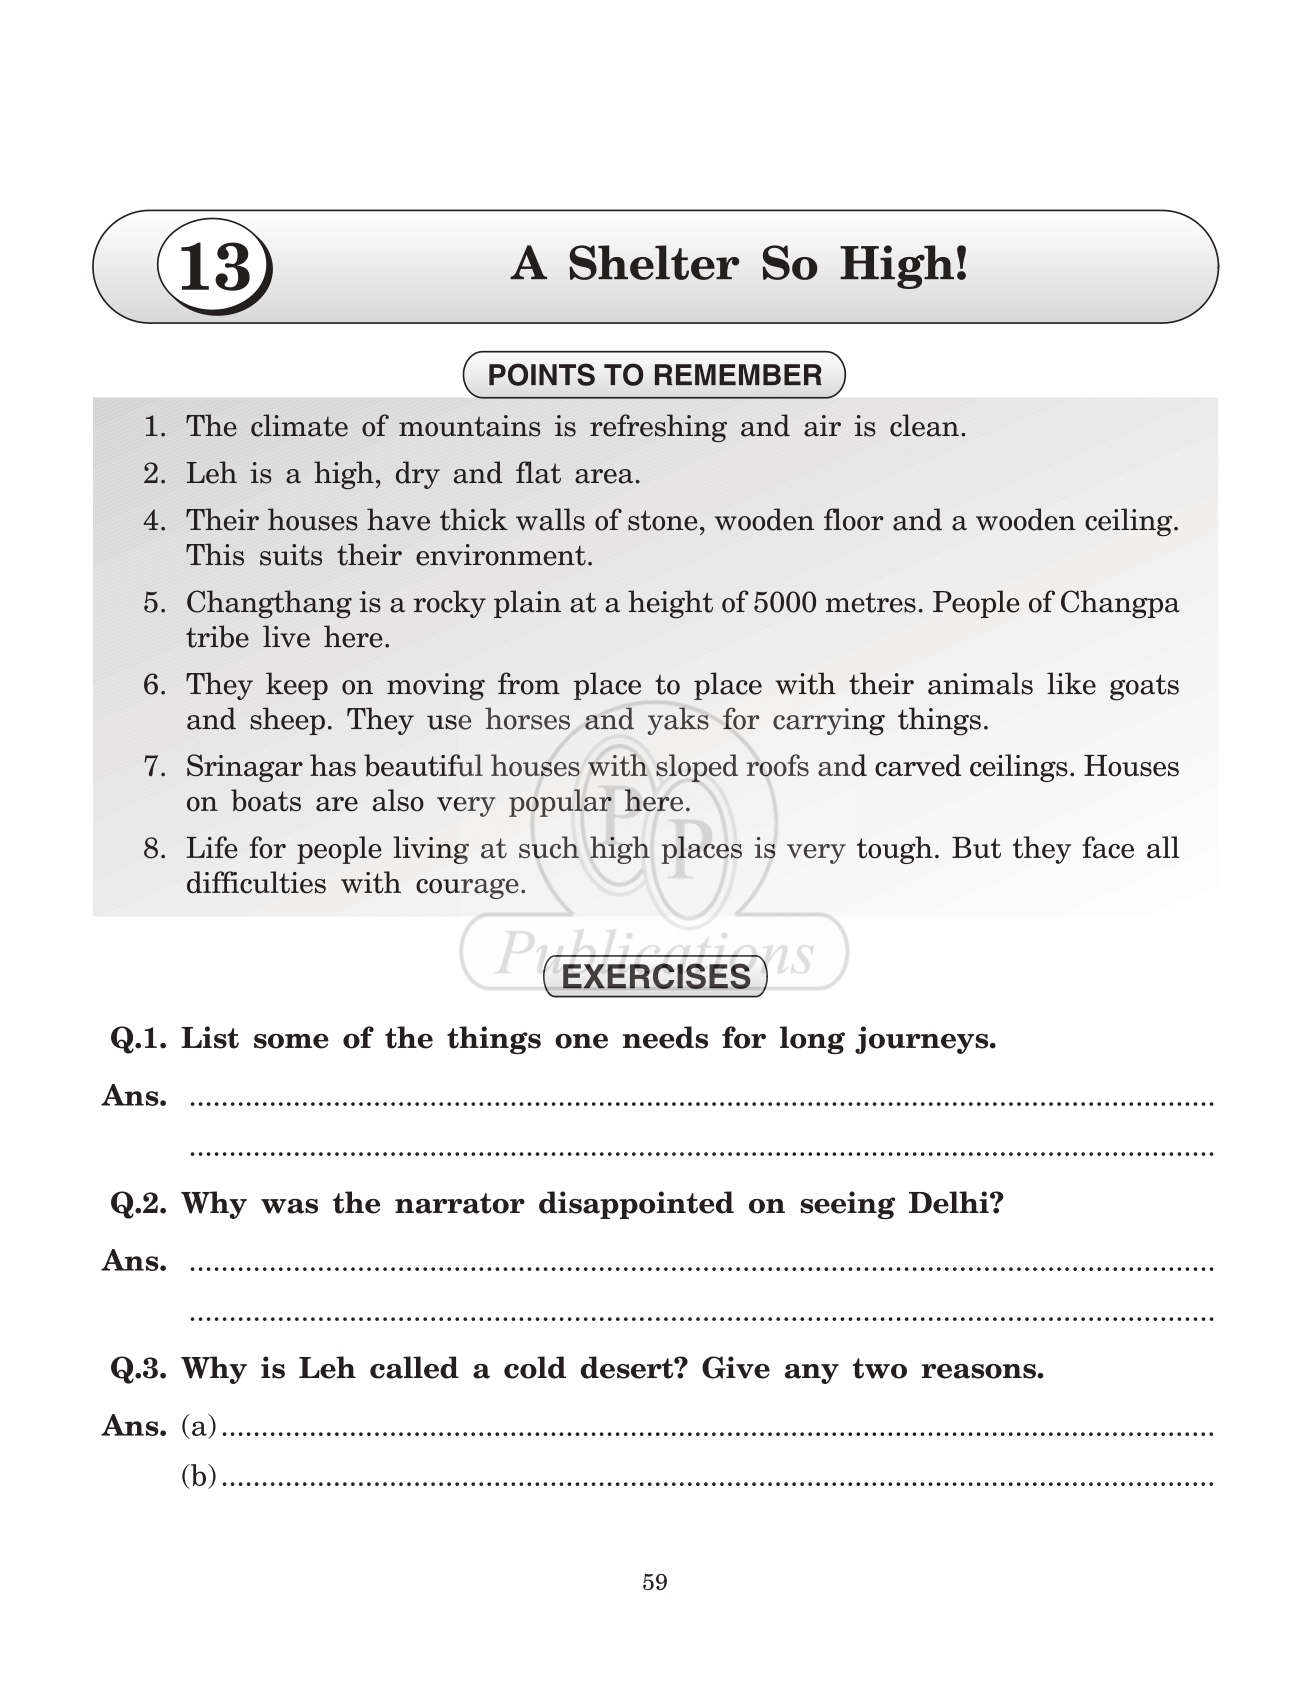 13
A Shelter So High!
POINTS TO REMEMBER
1. The climate of mountains is refreshing and air is clean.
2. Leh is a high, dry and flat area.
4. Their houses have thick walls of stone, wooden floor and a wooden ceiling.
This suits their environment.
5. Changthang is a rocky plain at a height of 5000 metres. People of Changpa
tribe live here.
6. They keep on moving from place to place with their animals like goats
and sheep. They use horses and yaks for carrying things.
7. Srinagar has beautiful houses with sloped roofs and carved ceilings. Houses
on boats are also very popular here.
8. Life for people living at such high places is very tough. But they face all
difficulties with courage.
PP
Publications
EXERCISES
Q.1. List some of the things one needs for long journeys.
Ans. ................................................................
................................................................
Q.2. Why was the narrator disappointed on seeing Delhi?
Ans. ................................................................
................................................................
Q.3. Why is Leh called a cold desert? Give any two reasons.
Ans. (a) ................................................................
(b) ................................................................
59